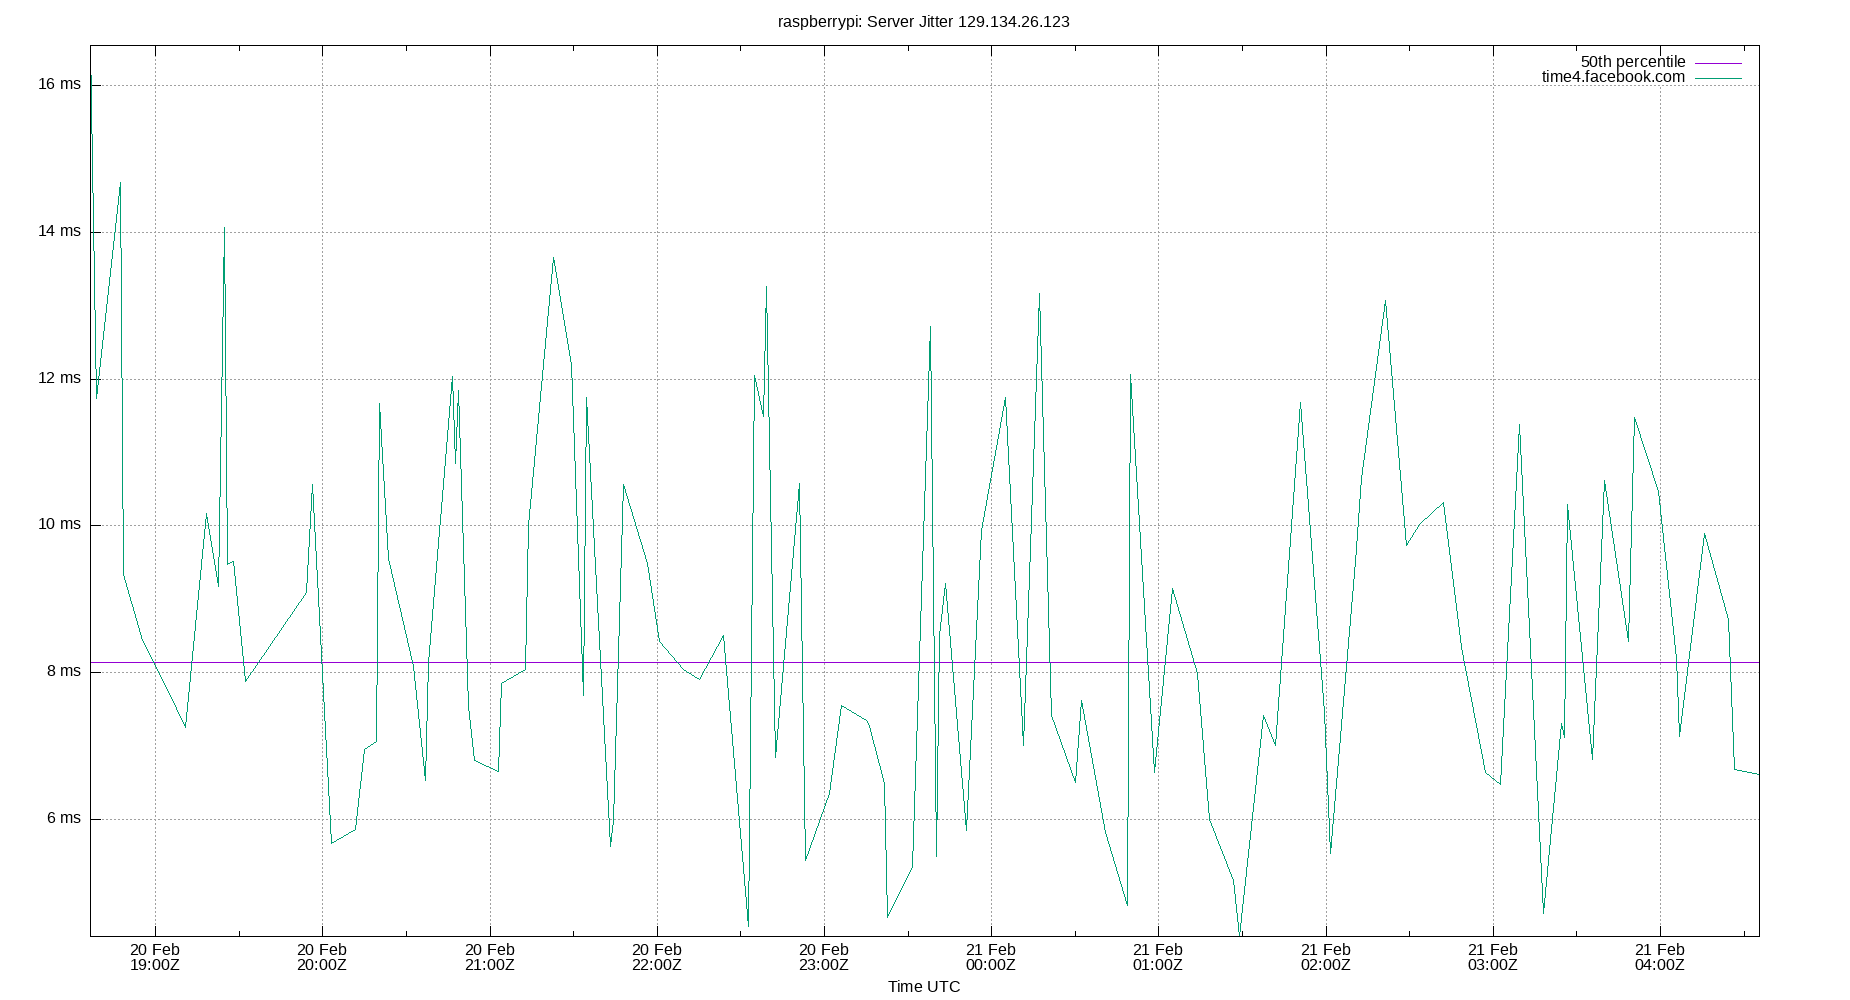 raspberrypi: Server Jitter 129.134.26.123
50th percentile
time4.facebook.com
16 ms
14 ms
12 ms
10 ms
8 ms
6 ms
20 Feb 20 Feb 20 Feb 20 Feb 20 Feb 21 Feb 21 Feb 21 Feb 21 Feb 21 Feb
19:00Z 20:00Z 21:00Z 22:00Z 23:00Z 00:00Z 01:00Z 02:00Z 03:00Z 04:00Z
Time UTC